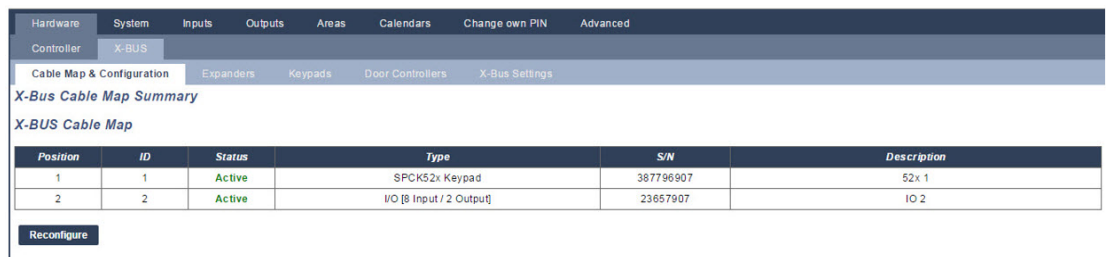 Hardware System Inputs Outputs Areas Calendars Change own PIN Advanced
Controller X-BUS
Cable Map & Configuration Expanders Keypads Door Controllers X-Bus Settings
X-Bus Cable Map Summary
X-BUS Cable Map
Position ID Status Type S/N Description
1 1 Active SPCK52x Keypad 387796907 52x 1
2 2 Active I/O [8 Input / 2 Output] 23657907 IO 2
Reconfigure